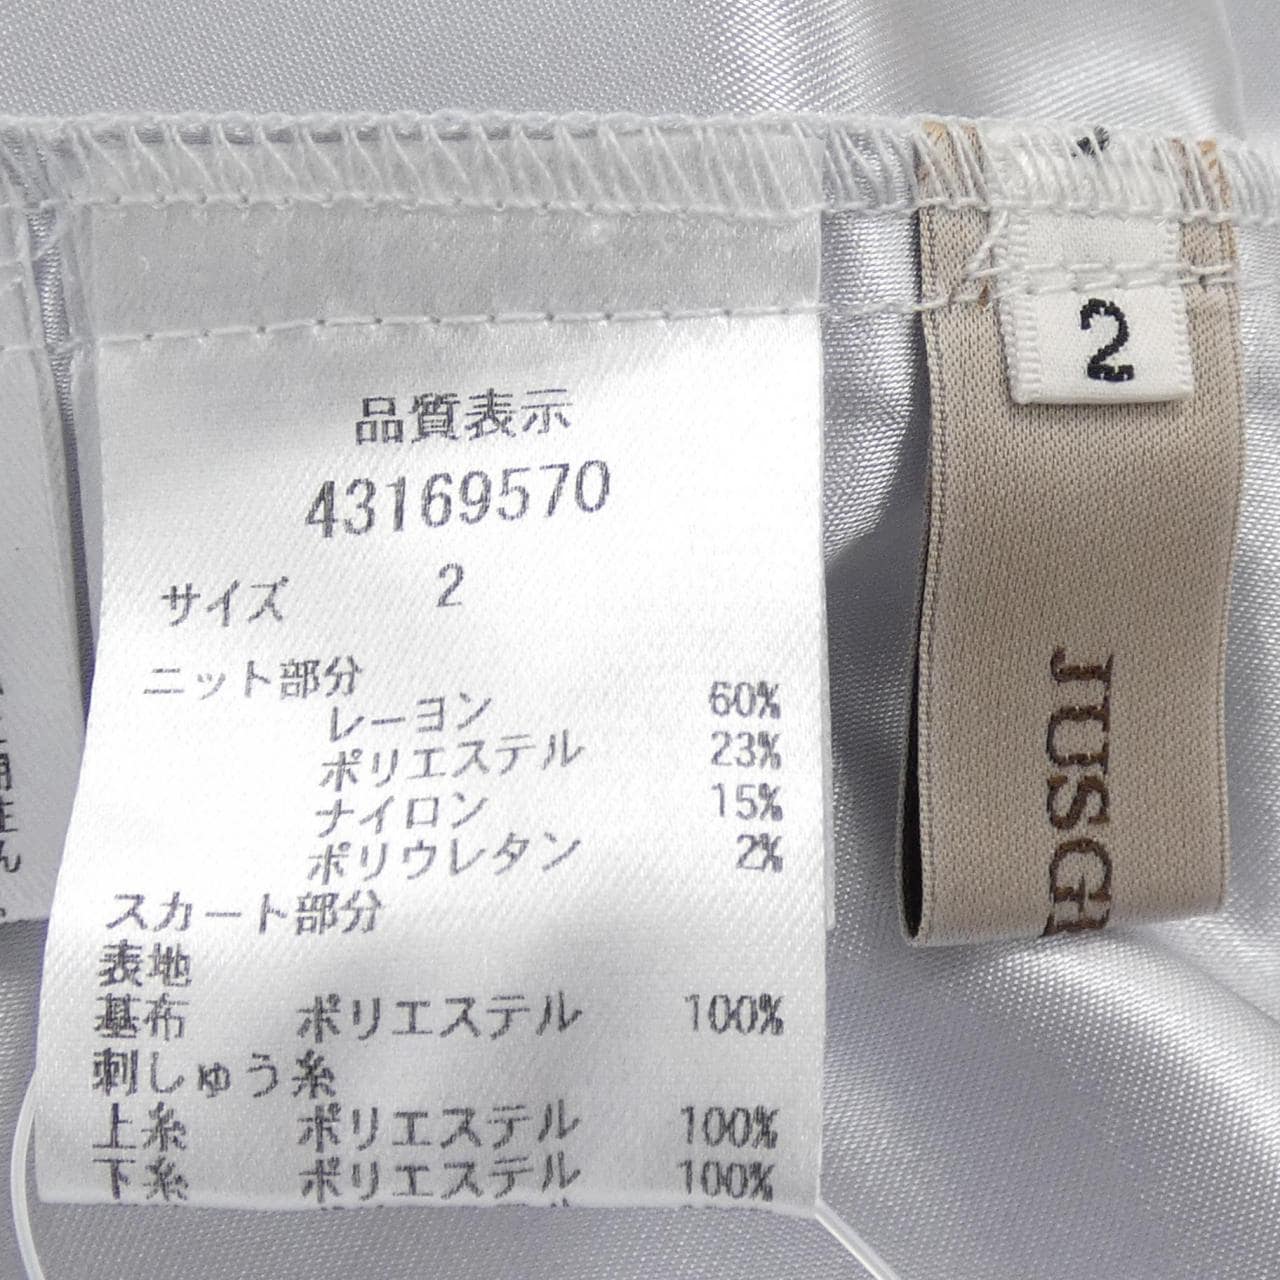 品質表示
43169570
サイズ 2
ニット部分
レーヨン 60%
ポリエステル 23%
ナイロン 15%
ポリウレタン 2%
スカート部分
表地
基布 ポリエステル 100%
刺しゅう糸
上糸 ポリエステル 100%
下糸 ポリエステル 100%
2
JUSG